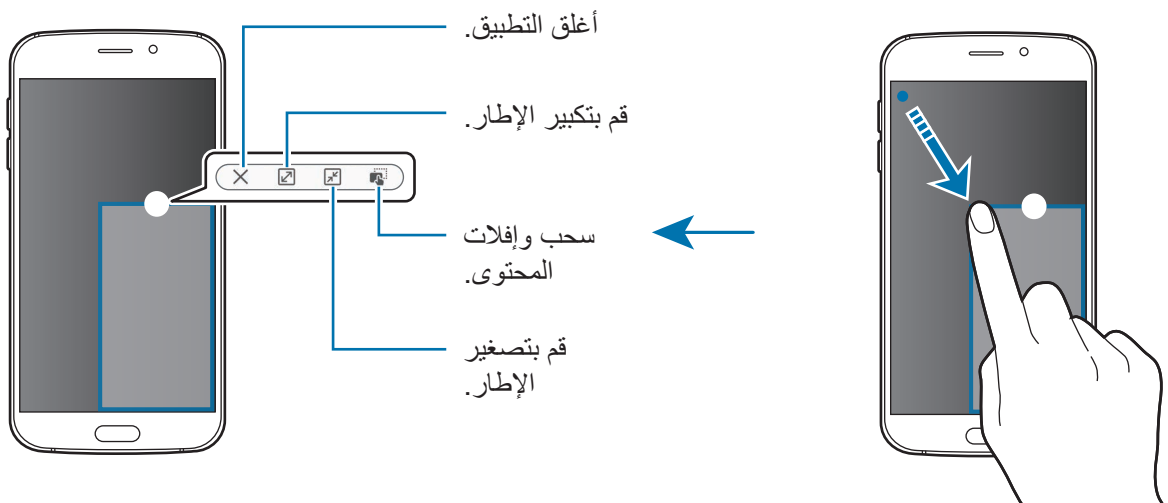 أغلق التطبيق.
قم بتكبير الإطار.
سحب وإفلات
المحتوى.
قم بتصغير
الإطار.